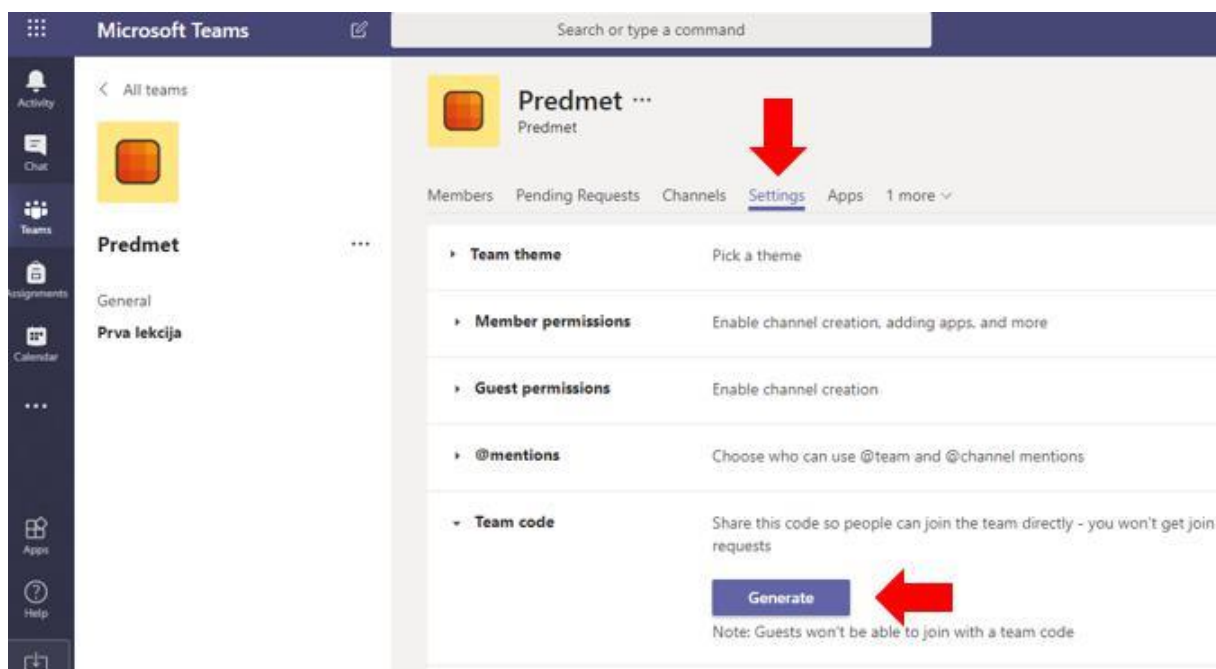 Microsoft Teams
Search or type a command
Activity
Chat
Teams
Assignments
Calendar
Apps
Help
All teams
Predmet
General
Prva lekcija
Predmet
Predmet
Members Pending Requests Channels Settings Apps 1 more
Team theme Pick a theme
Member permissions Enable channel creation, adding apps, and more
Guest permissions Enable channel creation
@mentions Choose who can use @team and @channel mentions
Team code Share this code so people can join the team directly - you won't get join
requests
Generate
Note: Guests won't be able to join with a team code